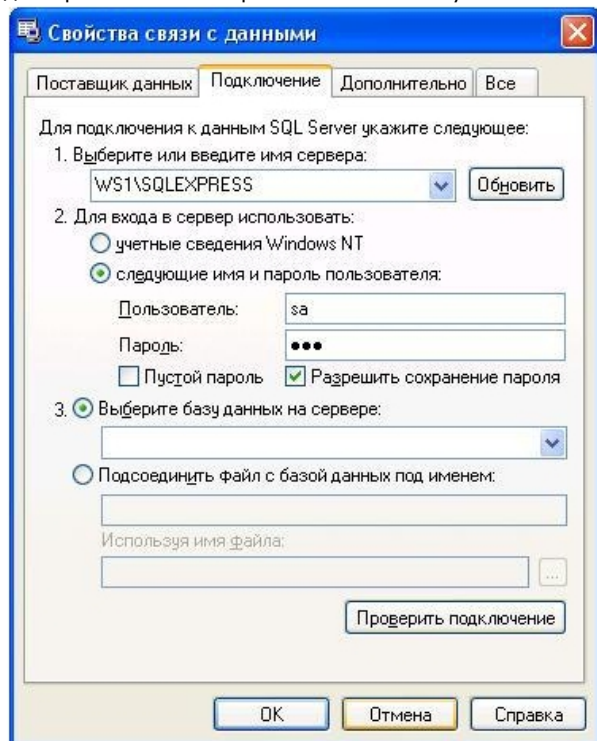 Свойства связи с данными
Поставщик данных Подключение Дополнительно Все
Для подключения к данным SQL Server укажите следующее:
1. Выберите или введите имя сервера:
WS1\SQLEXPRESS Обновить
2. Для входа в сервер использовать:
учетные сведения Windows NT
следующие имя и пароль пользователя:
Пользователь: sa
Пароль: •••
Пустой пароль Разрешить сохранение пароля
3. Выберите базу данных на сервере:
Подсоединить файл с базой данных под именем:
Используя имя файла:
...
Проверить подключение
OK Отмена Справка